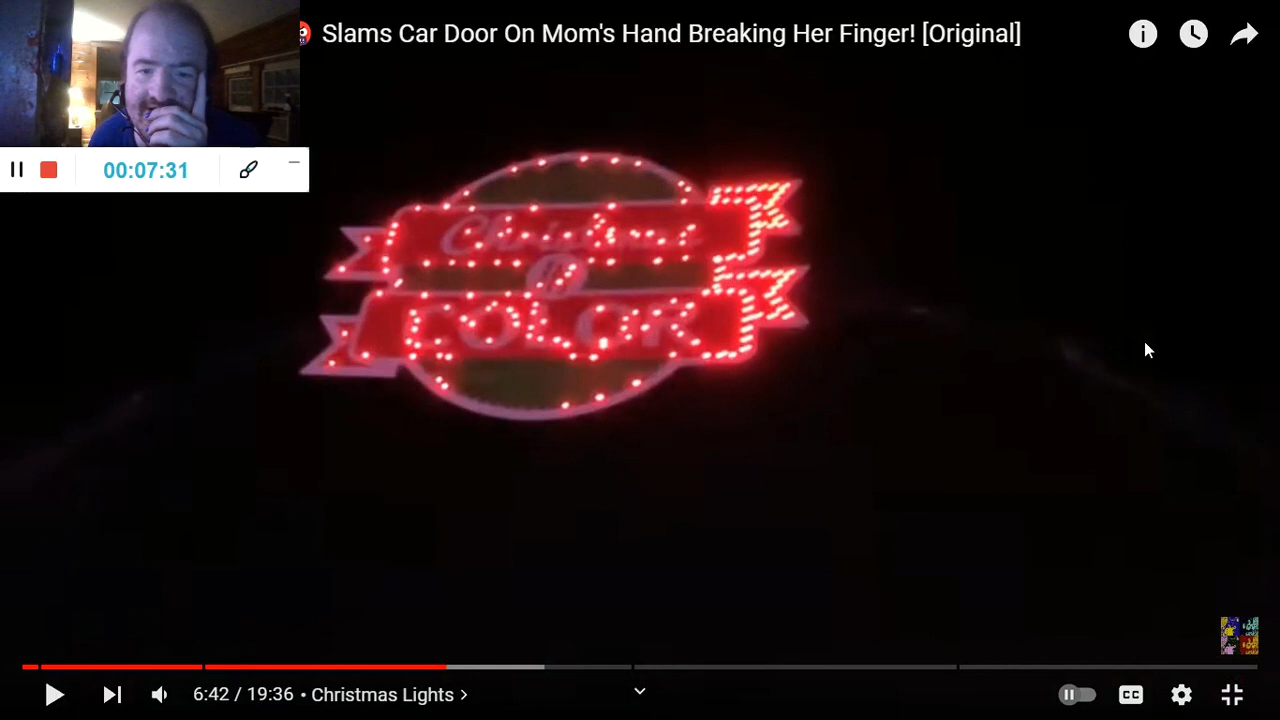 Slams Car Door On Mom's Hand Breaking Her Finger! [Original]
00:07:31
Christmas
COLOR
6:42 / 19:36 • Christmas Lights >
CC